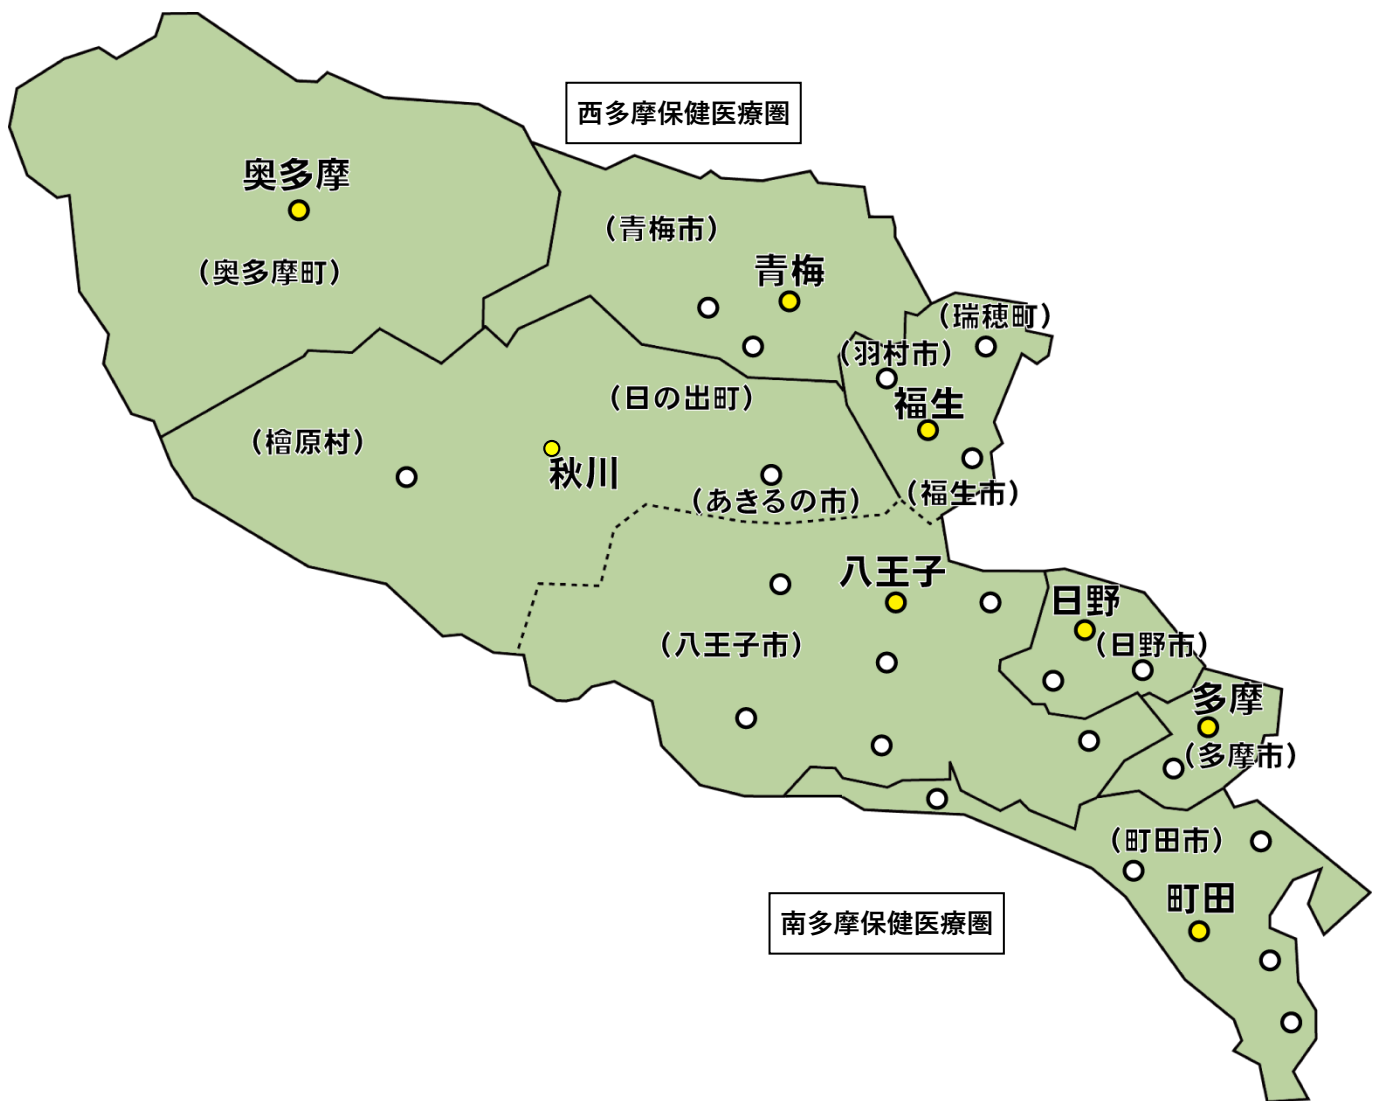 西多摩保健医療圏
奥多摩
（奥多摩町）
（青梅市）
青梅
（瑞穂町）
（羽村市）
福生
（福生市）
（日の出町）
（檜原村）
秋川
（あきるの市）
八王子
（八王子市）
日野
（日野市）
多摩
（多摩市）
（町田市）
町田
南多摩保健医療圏